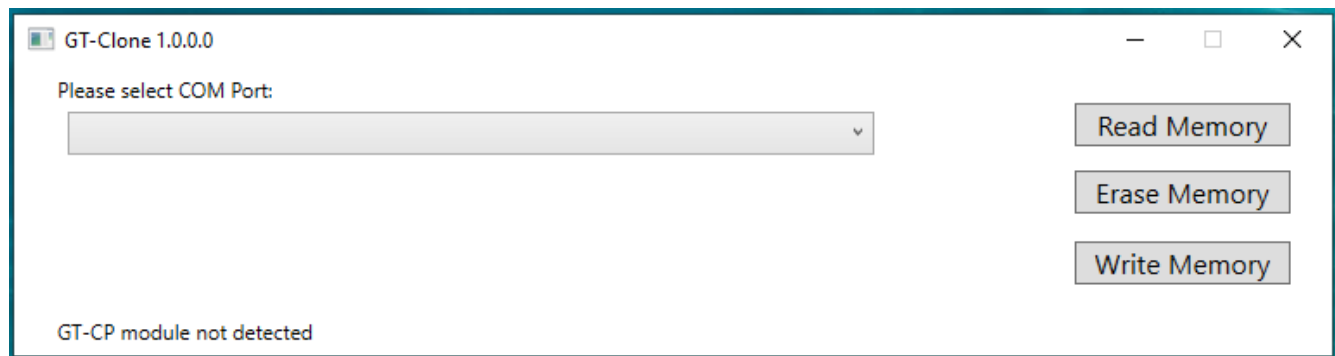 GT-Clone 1.0.0.0
Please select COM Port:
Read Memory
Erase Memory
Write Memory
GT-CP module not detected